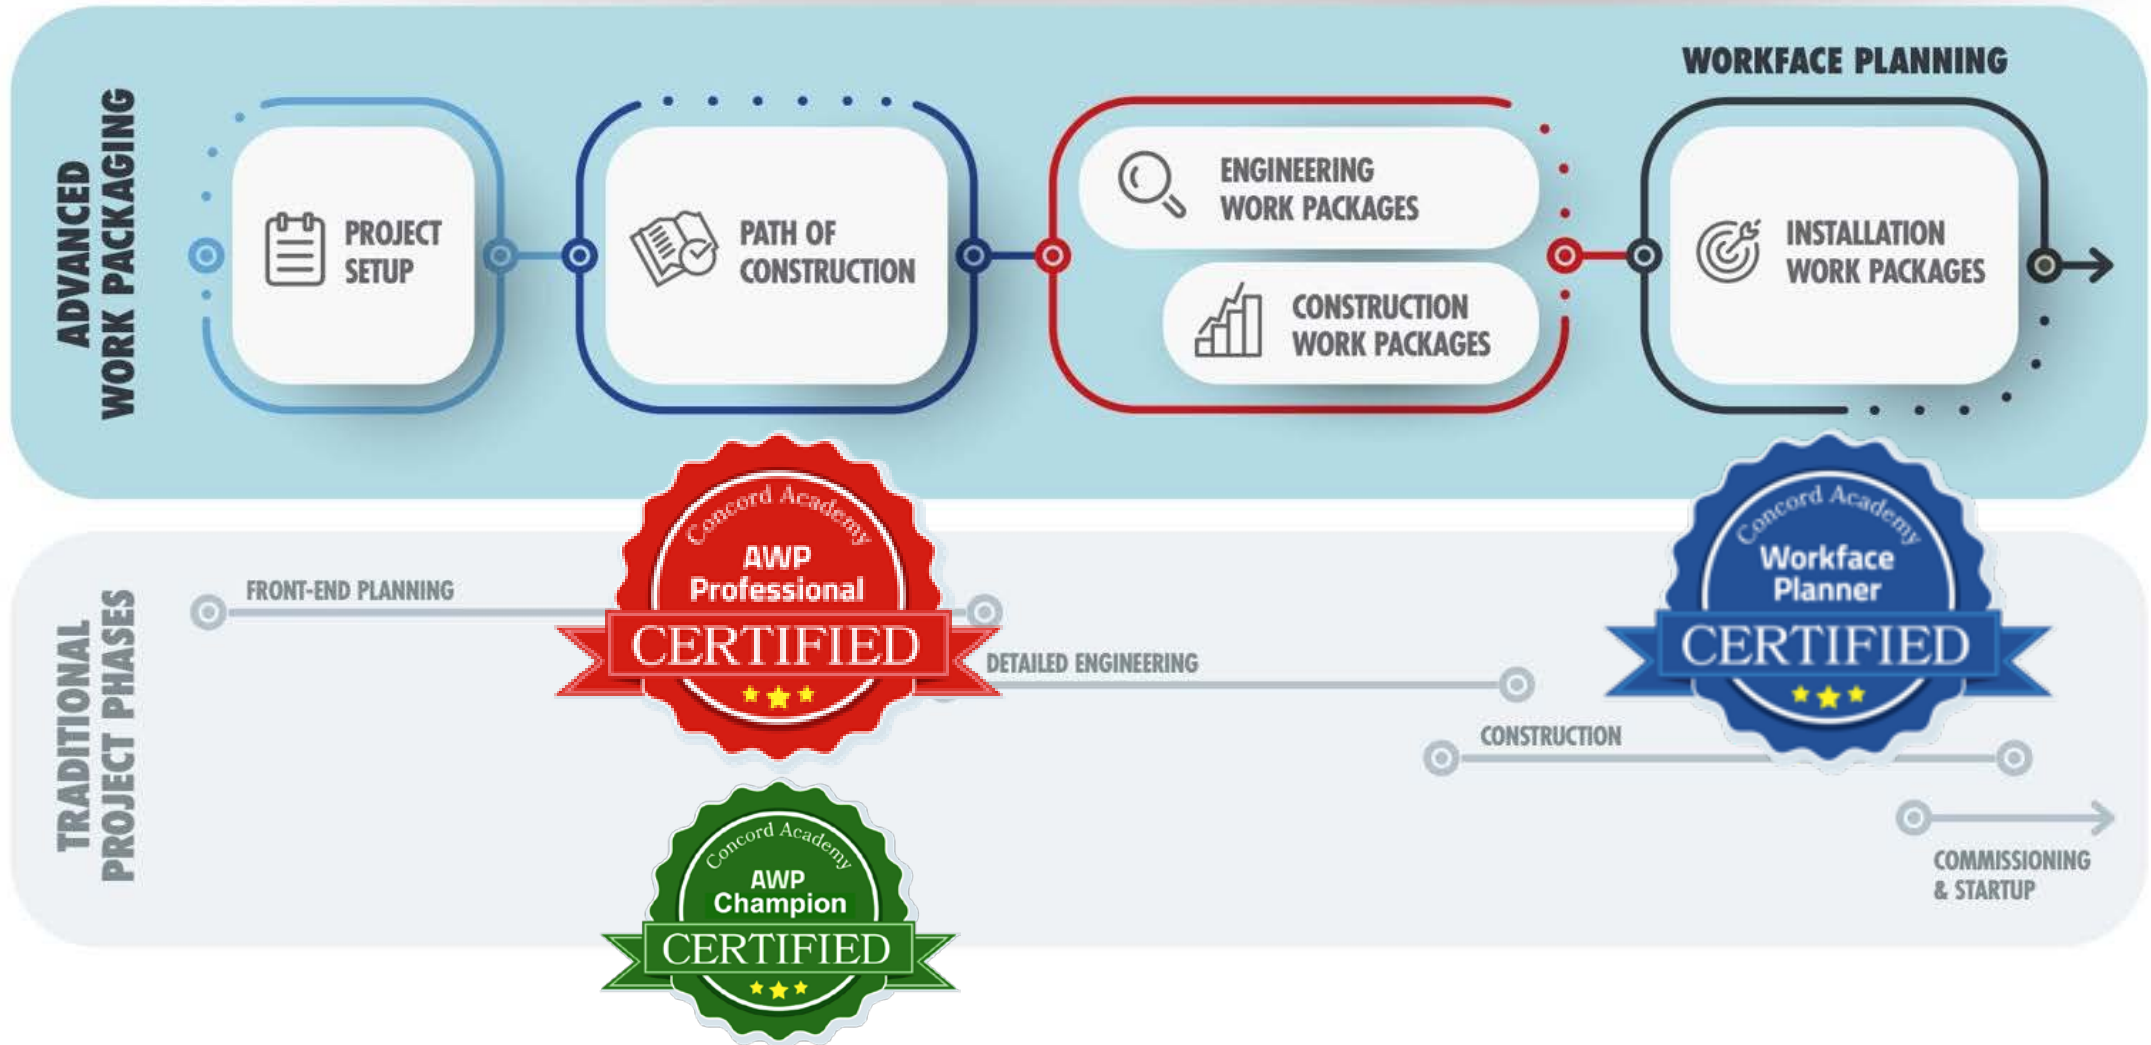 ADVANCED
WORK PACKAGING
WORKFACE PLANNING
PROJECT
SETUP
PATH OF
CONSTRUCTION
ENGINEERING
WORK PACKAGES
CONSTRUCTION
WORK PACKAGES
INSTALLATION
WORK PACKAGES
TRADITIONAL
PROJECT PHASES
FRONT-END PLANNING
DETAILED ENGINEERING
CONSTRUCTION
COMMISSIONING
& STARTUP
Concord Academy
AWP
Professional
CERTIFIED
Concord Academy
Workface
Planner
CERTIFIED
Concord Academy
AWP
Champion
CERTIFIED